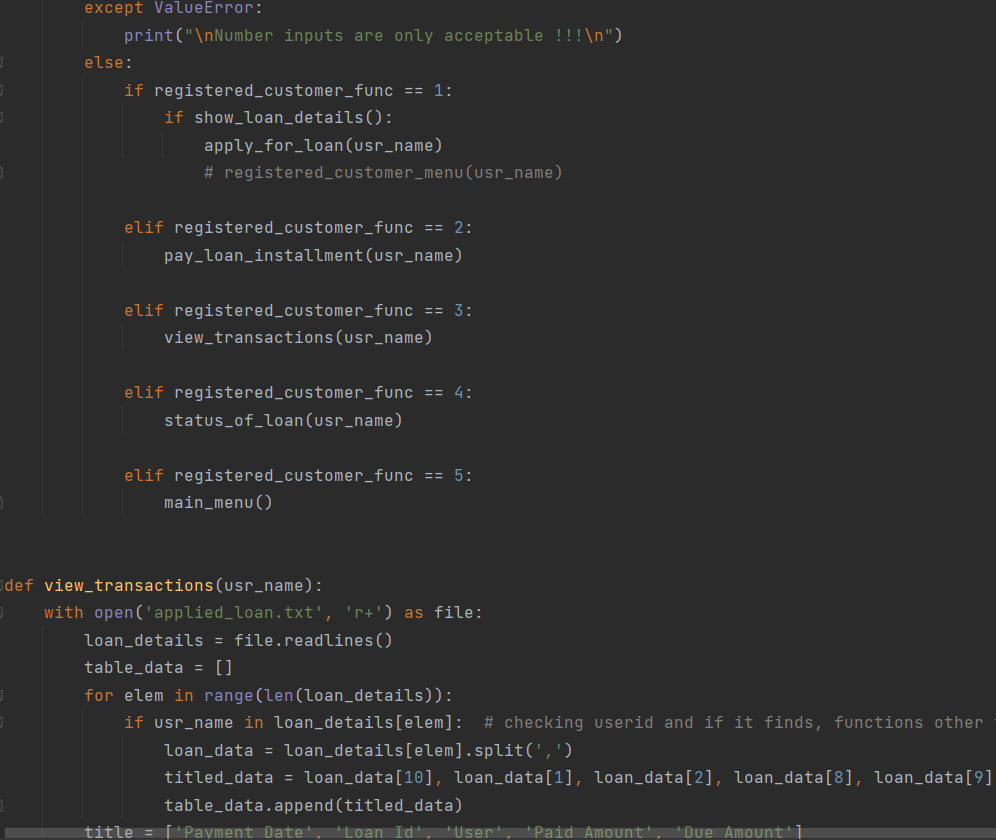 except ValueError:
print("\nNumber inputs are only acceptable !!!\n")
else:
if registered_customer_func == 1:
if show_loan_details():
apply_for_loan(usr_name)
# registered_customer_menu(usr_name)
elif registered_customer_func == 2:
pay_loan_installment(usr_name)
elif registered_customer_func == 3:
view_transactions(usr_name)
elif registered_customer_func == 4:
status_of_loan(usr_name)
elif registered_customer_func == 5:
main_menu()
def view_transactions(usr_name):
with open('applied_loan.txt', 'r+') as file:
loan_details = file.readlines()
table_data = []
for elem in range(len(loan_details)):
if usr_name in loan_details[elem]:  # checking userid and if it finds, functions other
loan_data = loan_details[elem].split(',')
titled_data = loan_data[10], loan_data[1], loan_data[2], loan_data[8], loan_data[9]
table_data.append(titled_data)
title = ['Payment Date', 'Loan Id', 'User', 'Paid Amount', 'Due Amount']